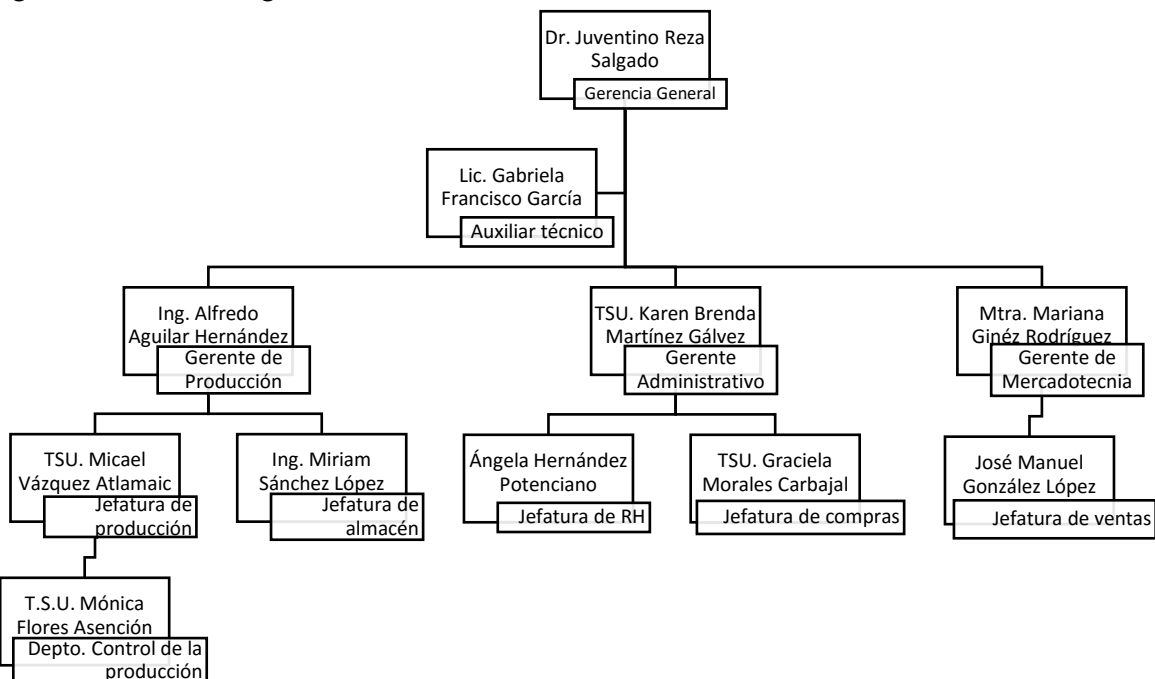 Dr. Juventino Reza
Salgado
Gerencia General
Lic. Gabriela
Francisco García
Auxiliar técnico
Ing. Alfredo
Aguilar Hernández
Gerente de
Producción
TSU. Karen Brenda
Martínez Gálvez
Gerente
Administrativo
Mtra. Mariana
Ginéz Rodríguez
Gerente de
Mercadotecnia
TSU. Micael
Vázquez Atlamaic
Jefatura de
producción
Ing. Miriam
Sánchez López
Jefatura de
almacén
Ángela Hernández
Potenciano
Jefatura de RH
TSU. Graciela
Morales Carbajal
Jefatura de compras
José Manuel
González López
Jefatura de ventas
T.S.U. Mónica
Flores Asención
Depto. Control de la
producción